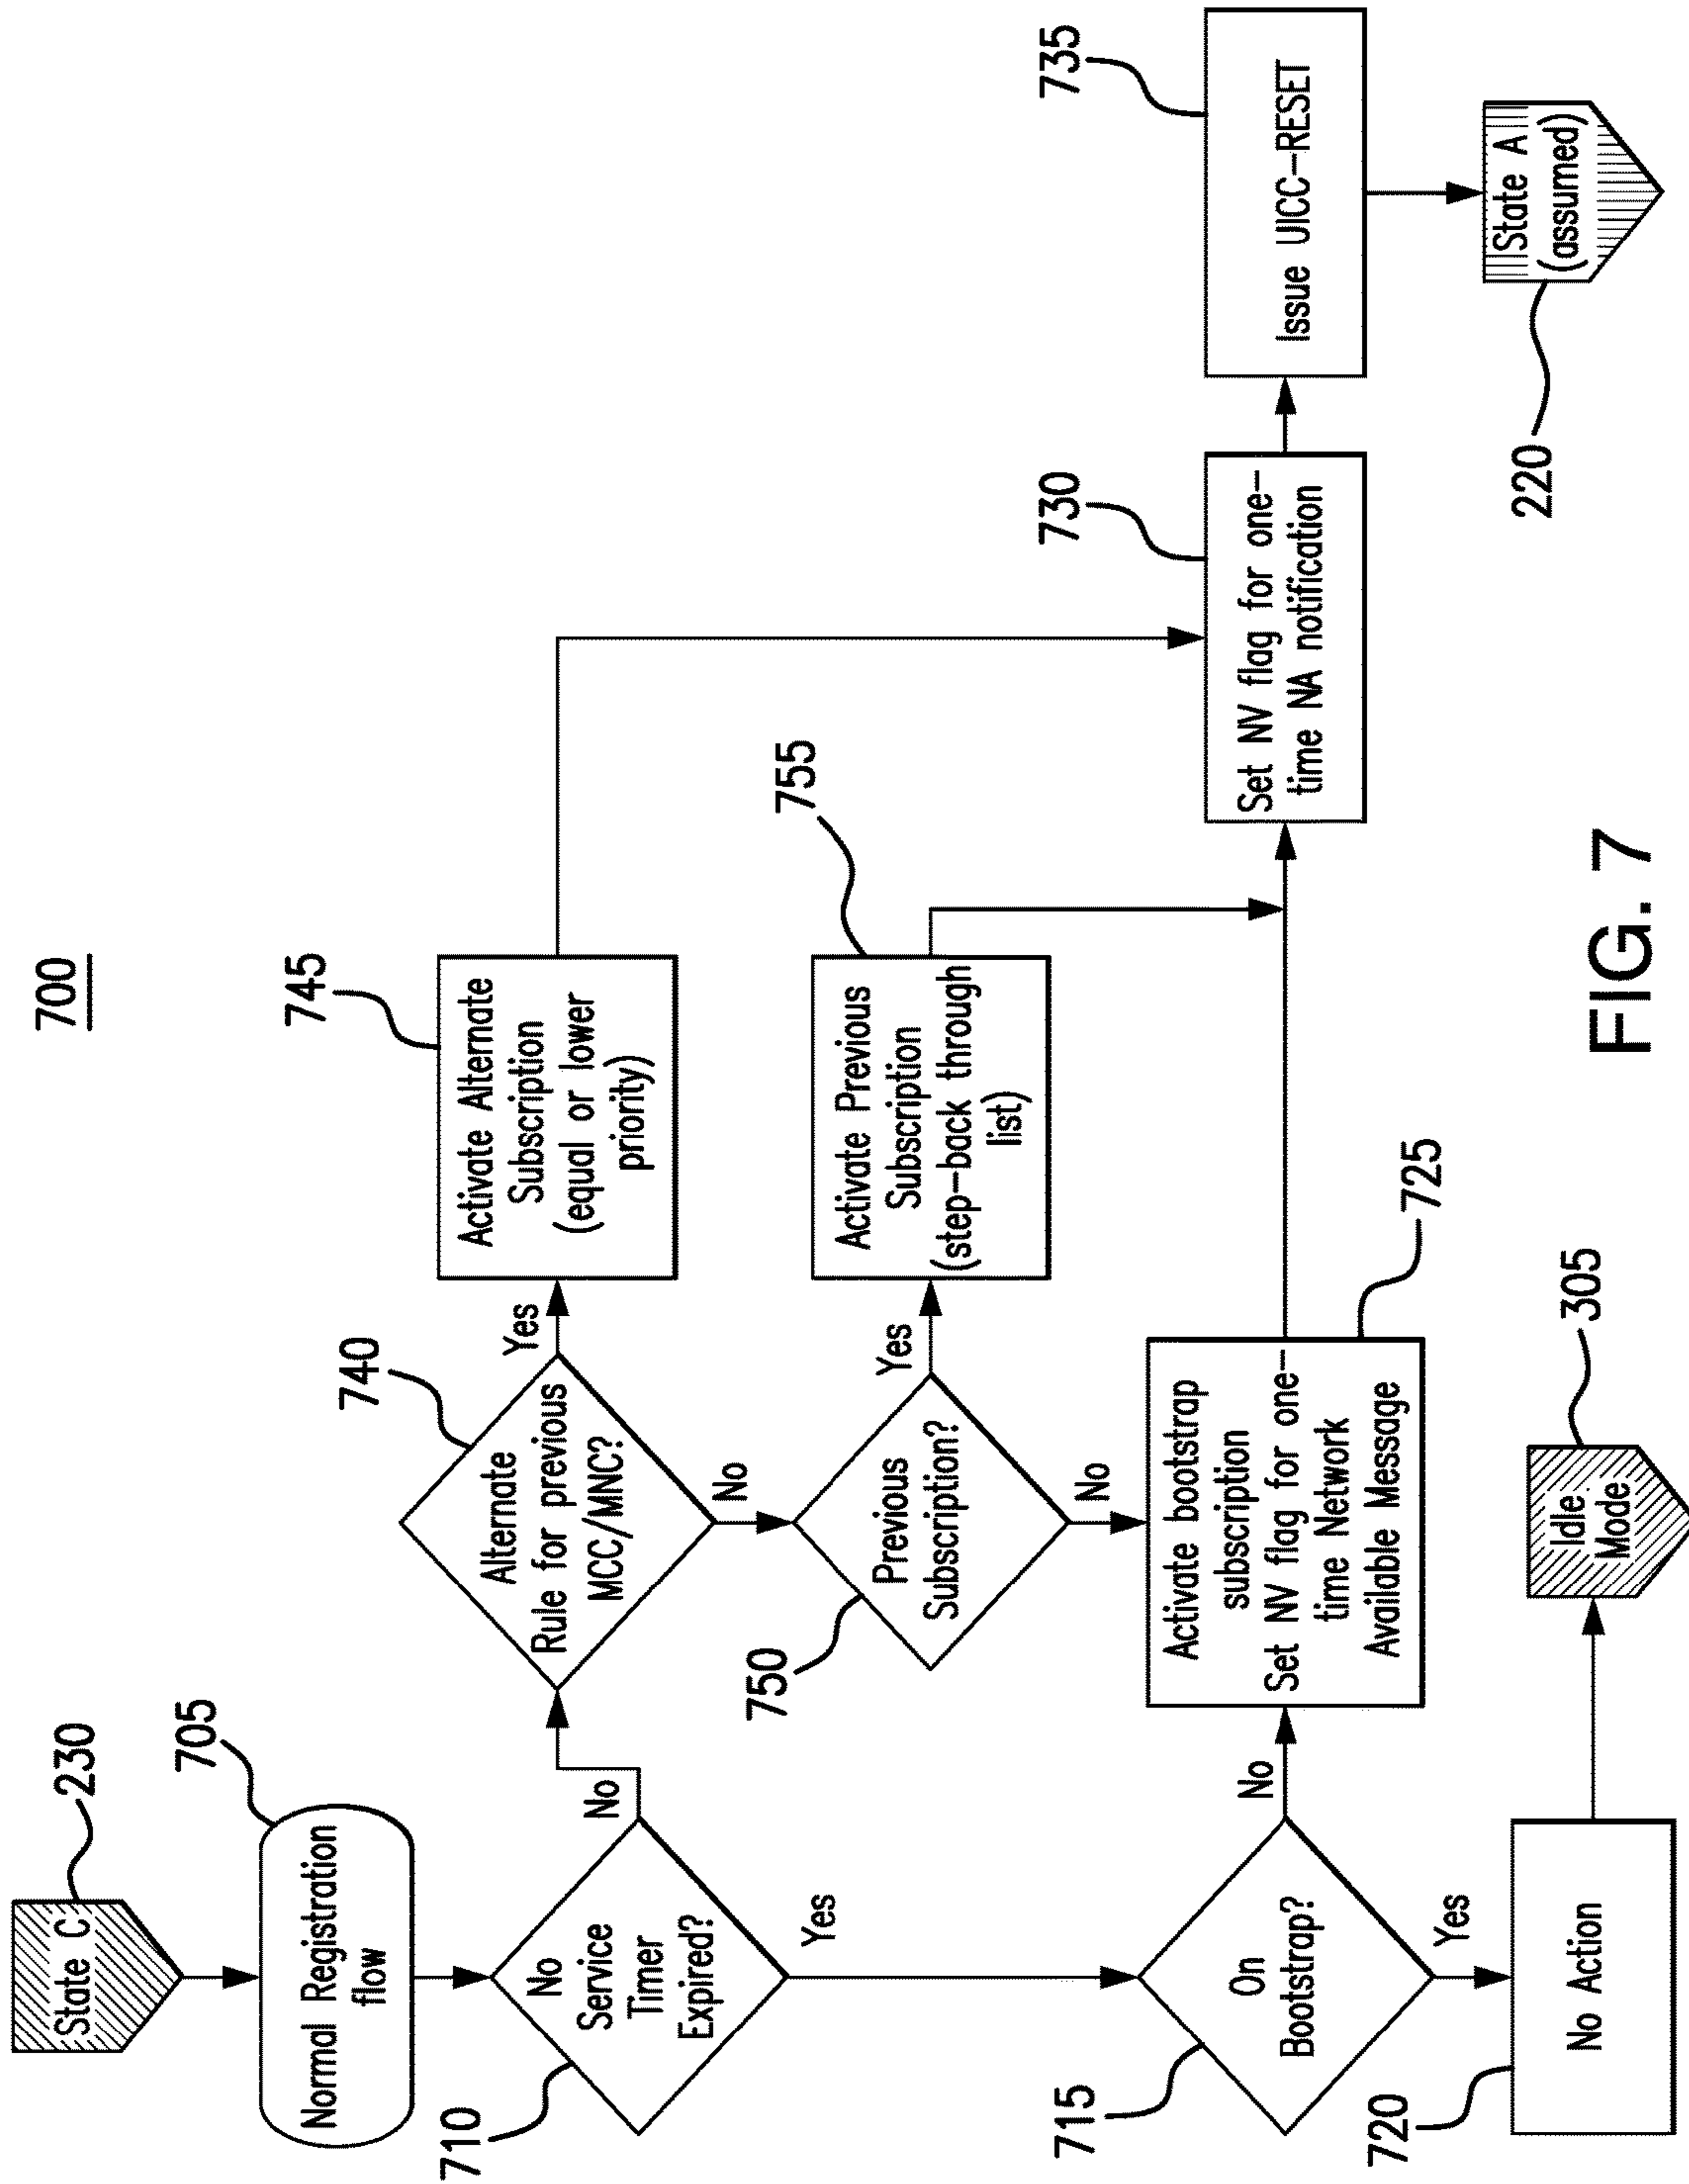 700
State C
230
Normal Registration
flow
705
No
Service
Timer
Expired?
710
No
Yes
Alternate
Rule for previous
MCC/MNC?
740
Yes
No
Activate Alternate
Subscription
(equal or lower
priority)
745
Previous
Subscription?
750
Yes
No
Activate Previous
Subscription
(step-back through
list)
755
On
Bootstrap?
715
No
Yes
Activate bootstrap
subscription
Set NV flag for one-
time Network
Available Message
725
Set NV flag for one-
time NA notification
730
Issue UICC-RESET
735
State A
(assumed)
220
No Action
720
Idle
Mode
305
FIG. 7